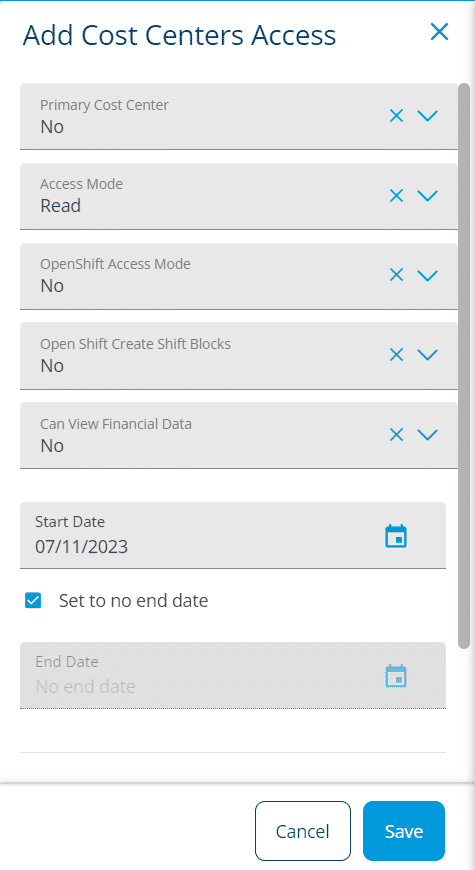 Add Cost Centers Access
Primary Cost Center
No
Access Mode
Read
OpenShift Access Mode
No
Open Shift Create Shift Blocks
No
Can View Financial Data
No
Start Date
07/11/2023
Set to no end date
End Date
No end date
Cancel Save